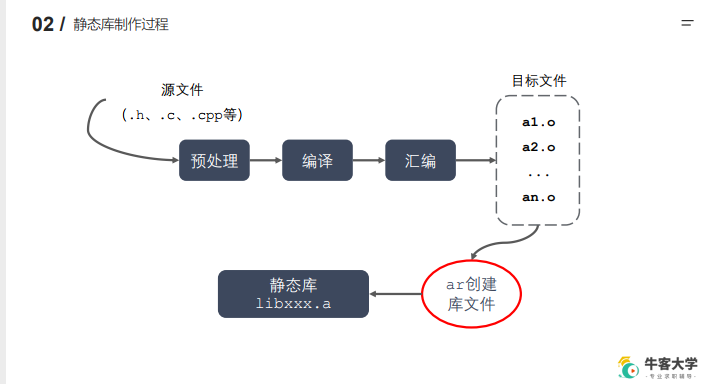 02 / 静态库制作过程
源文件
（.h、.c、.cpp等）
预处理
编译
汇编
目标文件
a1.o
a2.o
...
an.o
ar创建
库文件
静态库
libxxx.a
牛客大学
·专业求职辅导·